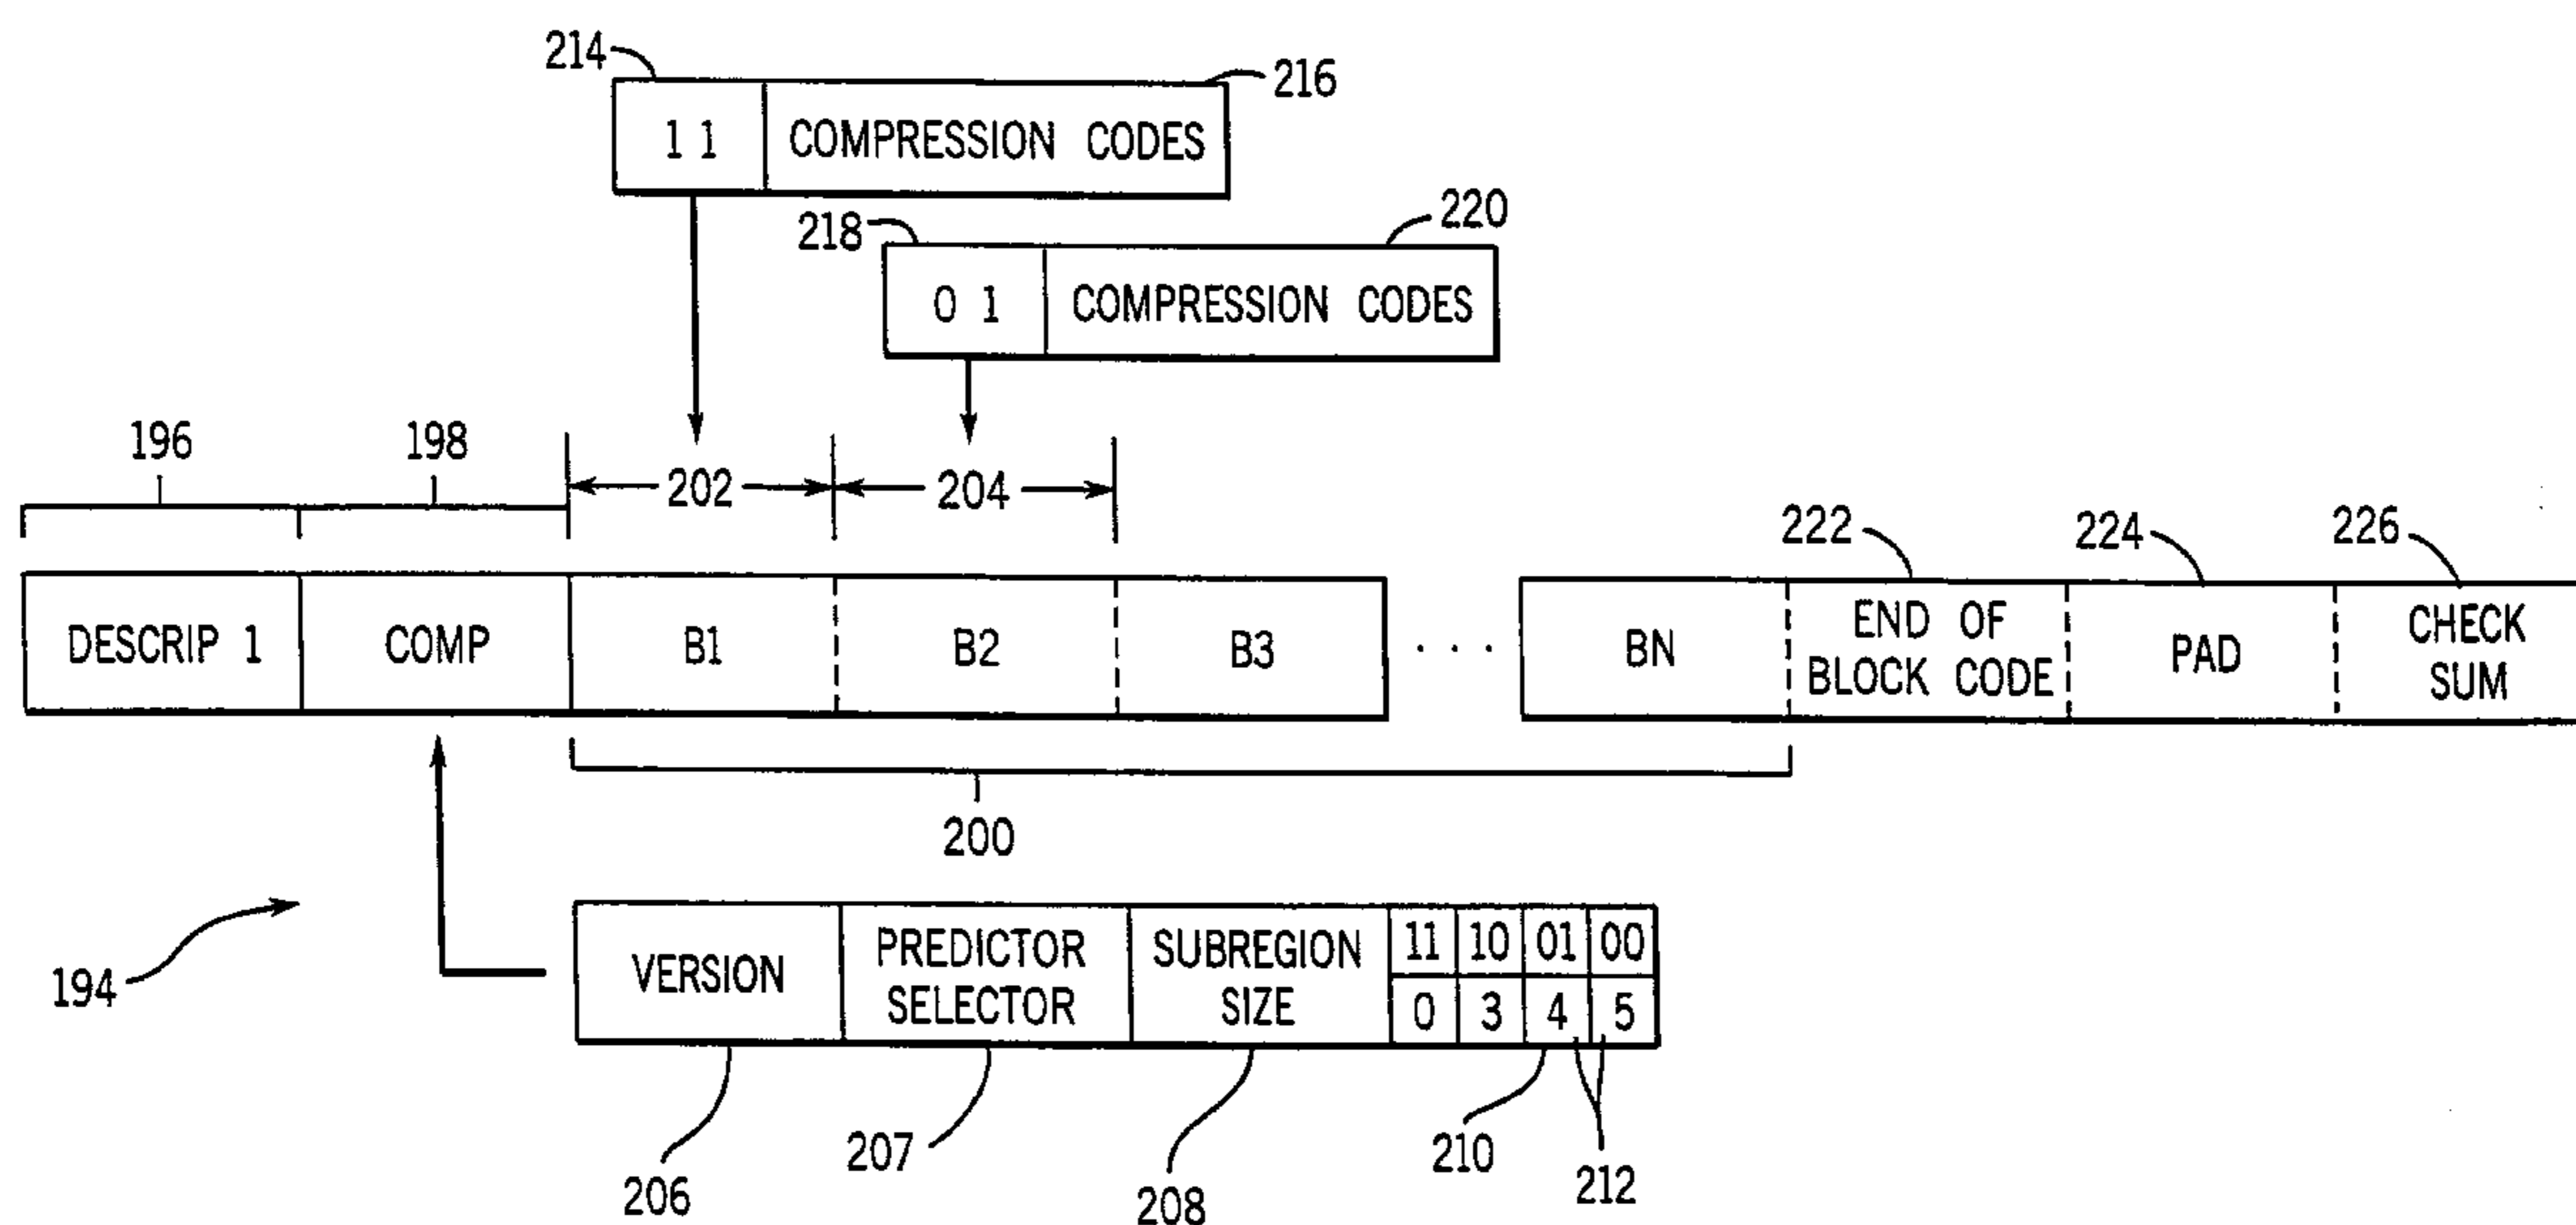 214
216
1 1 COMPRESSION CODES
218
220
0 1 COMPRESSION CODES
196 198
202 204
222 224 226
DESCRIP 1 COMP B1 B2 B3 . . . BN END OF BLOCK CODE PAD CHECK SUM
200
194
VERSION PREDICTOR SELECTOR SUBREGION SIZE
11 10 01 00
0 3 4 5
206 207 208 210 212